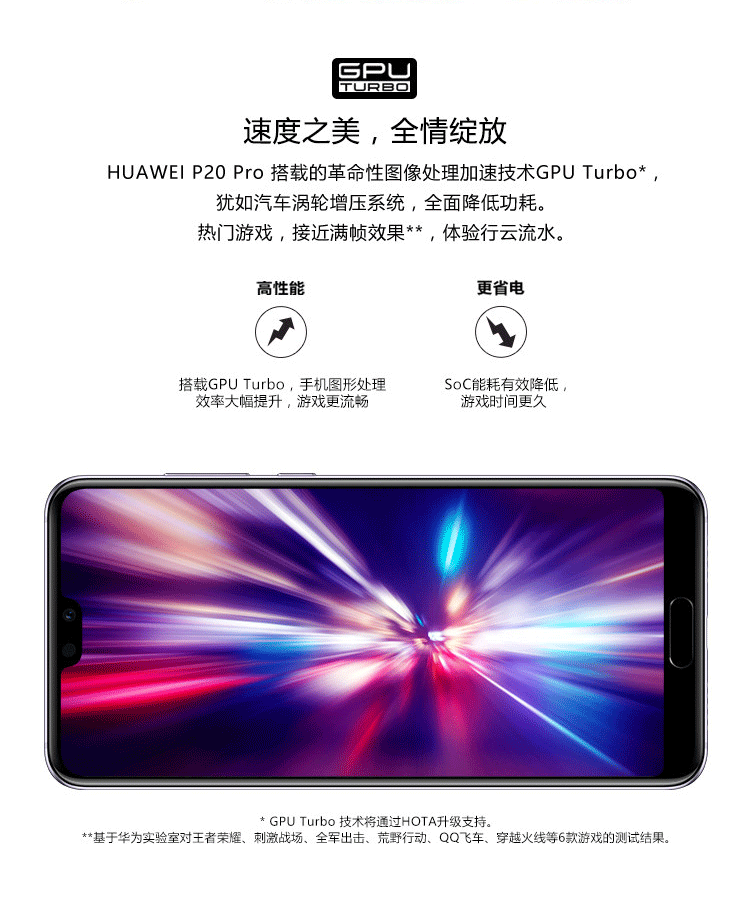 GPU
TURBO
速度之美，全情绽放
HUAWEI P20 Pro 搭载的革命性图像处理加速技术GPU Turbo*，
犹如汽车涡轮增压系统，全面降低功耗。
热门游戏，接近满帧效果**，体验行云流水。
高性能
搭载GPU Turbo，手机图形处理
效率大幅提升，游戏更流畅
更省电
SoC能耗有效降低，
游戏时间更久
* GPU Turbo 技术将通过HOTA升级支持。
**基于华为实验室对王者荣耀、刺激战场、全军出击、荒野行动、QQ飞车、穿越火线等6款游戏的测试结果。